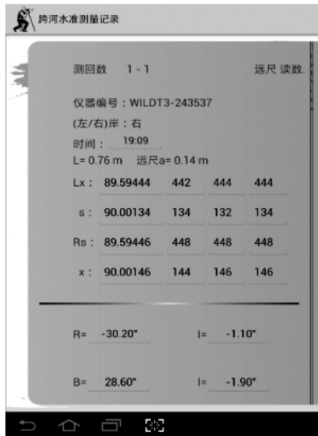 跨河水准测量记录
测回数 1 - 1 远尺 读数.
仪器编号：WILDT3-243537
(左/右)岸：右
时间： 19:09
L= 0.76 m 远尺a= 0.14 m
Lx： 89.59444 442 444 444
s： 90.00134 134 132 134
Rs： 89.59446 448 448 448
x： 90.00146 144 146 146
R= -30.20" I= -1.10"
B= 28.60" I= -1.90"